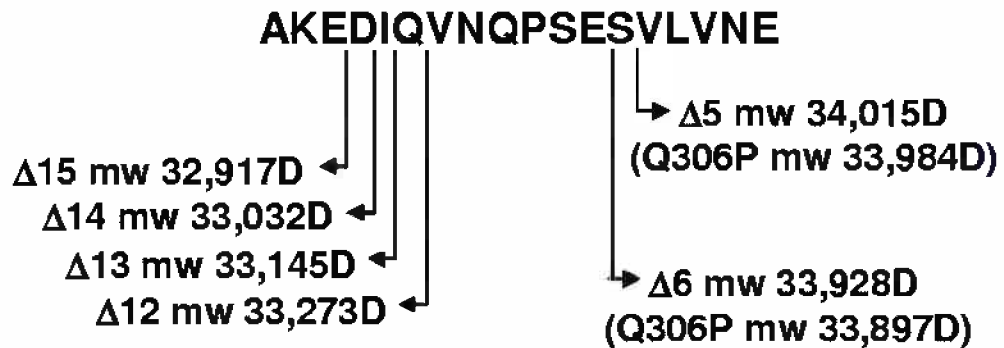 AKEDIQVNQPSESVLVNE
Δ5 mw 34,015D
(Q306P mw 33,984D)
Δ15 mw 32,917D
Δ14 mw 33,032D
Δ13 mw 33,145D
Δ12 mw 33,273D
Δ6 mw 33,928D
(Q306P mw 33,897D)